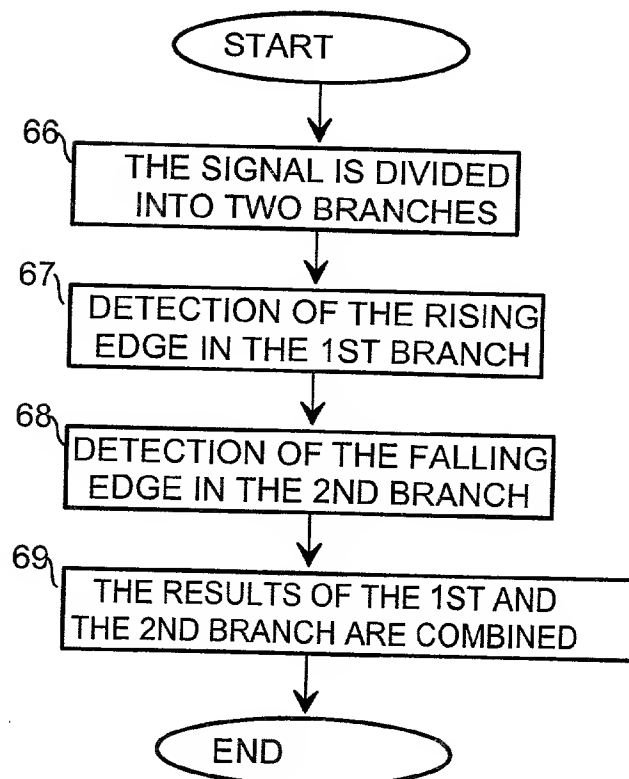 START
66
THE SIGNAL IS DIVIDED
INTO TWO BRANCHES
67
DETECTION OF THE RISING
EDGE IN THE 1ST BRANCH
68
DETECTION OF THE FALLING
EDGE IN THE 2ND BRANCH
69
THE RESULTS OF THE 1ST AND
THE 2ND BRANCH ARE COMBINED
END